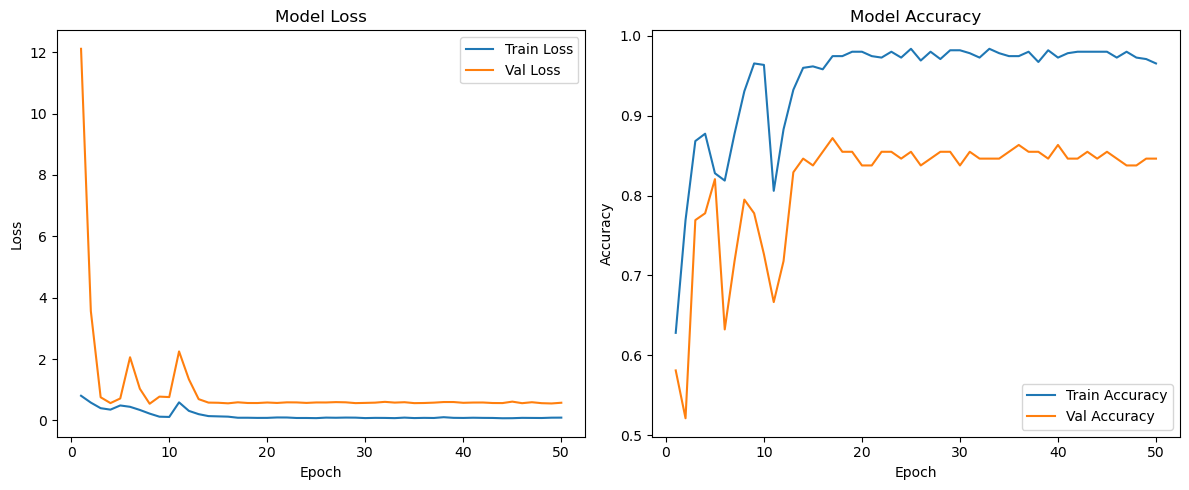 Model Loss
Train Loss
Val Loss
12
10
8
6
4
2
0
Loss
0
10
20
30
40
50
Epoch
Model Accuracy
1.0
0.9
0.8
0.7
0.6
0.5
Accuracy
Train Accuracy
Val Accuracy
0
10
20
30
40
50
Epoch